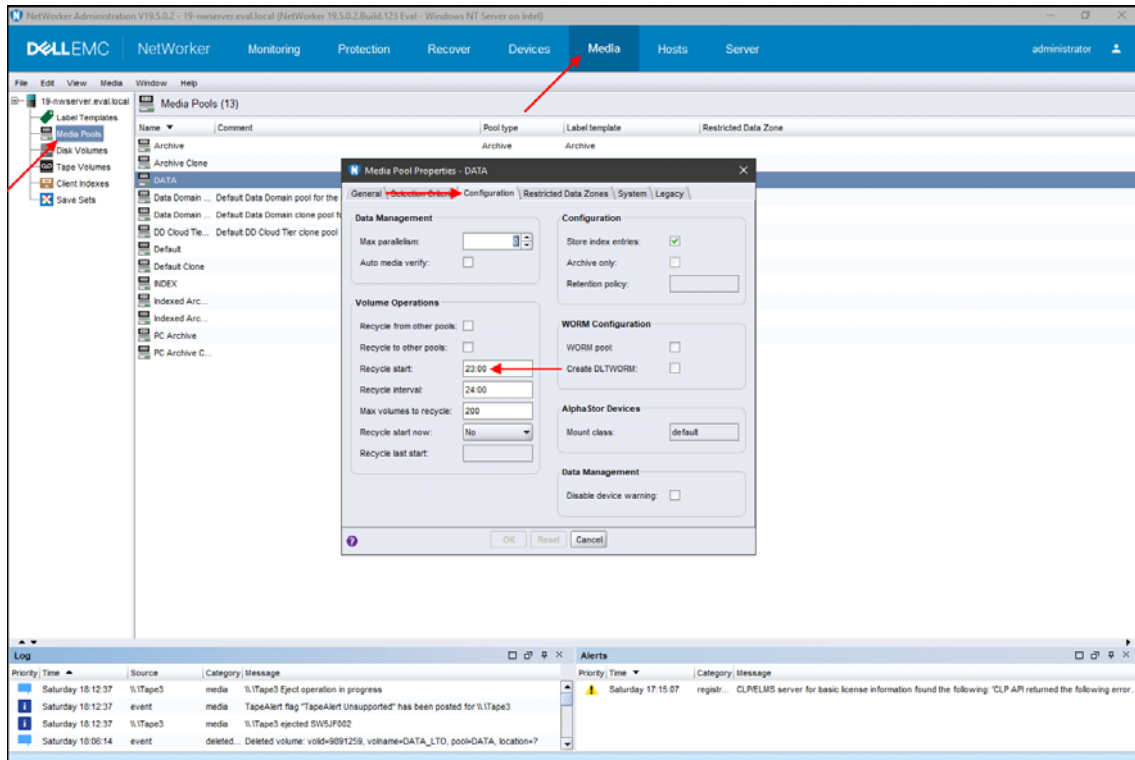 NetWorker Administration V19.5.0.2 - 19-nwserver.eval.local (NetWorker 19.5.0.2.Build.123 Eval - Windows NT Server on Intel)
DELLEMC NetWorker Monitoring Protection Recover Devices Media Hosts Server administrator
File Edit View Media Window Help
19-nwserver.eval.local
Label Templates
Media Pools
Disk Volumes
Tape Volumes
Client Indexes
Save Sets
Media Pools (13)
Name Comment Pool type Label template Restricted Data Zone
Archive Archive Archive
Archive Clone
DATA
Data Domain ... Default Data Domain pool for the
Data Domain ... Default Data Domain clone pool
DD Cloud Tie... Default DD Cloud Tier clone pool
Default
Default Clone
INDEX
Indexed Arc...
Indexed Arc...
PC Archive
PC Archive C...
Media Pool Properties - DATA
General Selection Criteria Configuration Restricted Data Zones System Legacy
Data Management
Max parallelism: 0
Auto media verify:
Volume Operations
Recycle from other pools:
Recycle to other pools:
Recycle start: 23:00
Recycle interval: 24:00
Max volumes to recycle: 200
Recycle start now: No
Recycle last start:
Configuration
Store index entries:
Archive only:
Retention policy:
WORM Configuration
WORM pool:
Create DLTWORM:
AlphaStor Devices
Mount class: default
Data Management
Disable device warning:
OK Reset Cancel
Log
Priority Time Source Category Message
Saturday 18:12:37 \\.\Tape3 media \\.\Tape3 Eject operation in progress
Saturday 18:12:37 event media TapeAlert flag "TapeAlert Unsupported" has been posted for \\.\Tape3
Saturday 18:12:37 \\.\Tape3 media \\.\Tape3 ejected SW5JF002
Saturday 18:06:14 event deleted... Deleted volume: volid=9891259, volname=DATA_LTO, pool=DATA, location=?
Alerts
Priority Time Category Message
Saturday 17:15:07 registr... CLP/ELMS server for basic license information found the following: 'CLP API returned the following error...